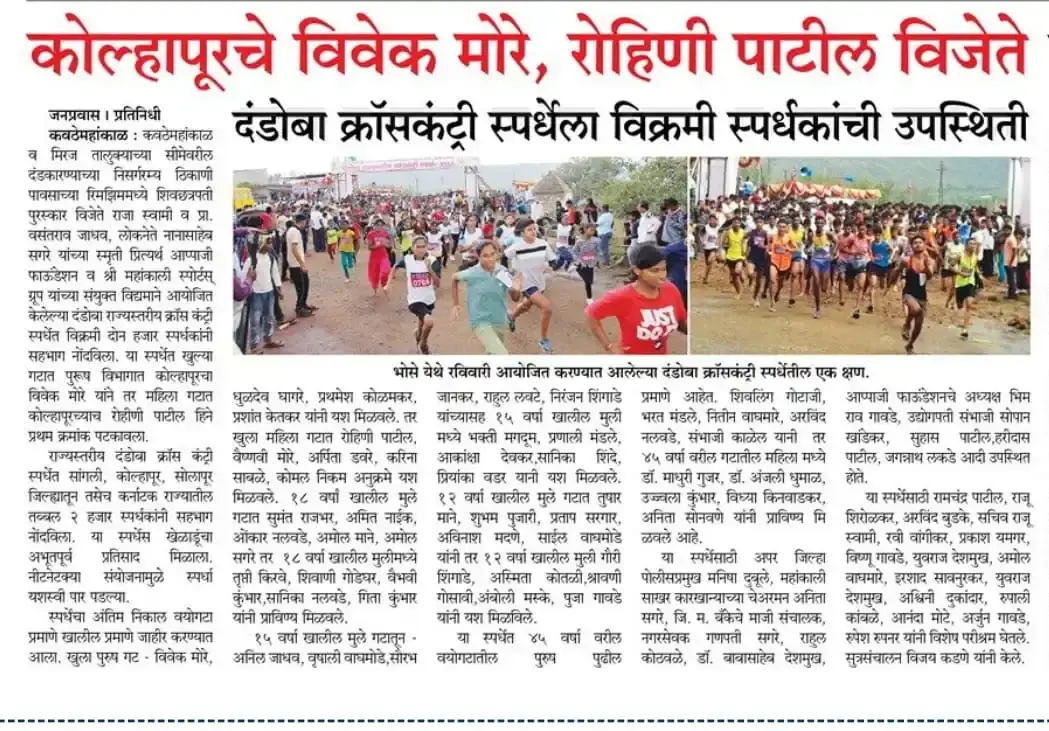 कोल्हापूरचे विवेक मोरे, रोहिणी पाटील विजेते
दंडोबा क्रॉसकंट्री स्पर्धेला विक्रमी स्पर्धकांची उपस्थिती
जनप्रवास । प्रतिनिधी
कवठेमहांकाळ : कवठेमहांकाळ
व मिरज तालुक्याच्या सीमेवरील
दंडकारण्याच्या निसर्गरम्य ठिकाणी
पावसाच्या रिमझिममध्ये शिवछत्रपती
पुरस्कार विजेते राजा स्वामी व प्रा.
वसंतराव जाधव, लोकनेते नानासाहेब
सगरे यांच्या स्मृती प्रित्यर्थ आप्पाजी
फाऊंडेशन व श्री महांकाली स्पोर्टस्
ग्रूप यांच्या संयुक्त विद्यमाने आयोजित
केलेल्या दंडोबा राज्यस्तरीय क्रॉस कंट्री
स्पर्धेत विक्रमी दोन हजार स्पर्धकांनी
सहभाग नोंदविला. या स्पर्धेत खुल्या
गटात पुरूष विभागात कोल्हापूरचा
विवेक मोरे याने तर महिला गटात
कोल्हापूरच्याच रोहीणी पाटील हिने
प्रथम क्रमांक पटकावला.
राज्यस्तरीय दंडोबा क्रॉस कंट्री
स्पर्धेत सांगली, कोल्हापूर, सोलापूर
जिल्ह्यातून तसेच कर्नाटक राज्यातील
तब्बल २ हजार स्पर्धकांनी सहभाग
नोंदविला. या स्पर्धेस खेळाडूंचा
अभूतपूर्व प्रतिसाद मिळाला.
नीटनेटक्या संयोजनामुळे स्पर्धा
यशस्वी पार पडल्या.
स्पर्धेचा अंतिम निकाल वयोगटा
प्रमाणे खालील प्रमाणे जाहीर करण्यात
आला. खुला पुरुष गट - विवेक मोरे,
JUST
DO IT
भोसे येथे रविवारी आयोजित करण्यात आलेल्या दंडोबा क्रॉसकंट्री स्पर्धेतील एक क्षण.
धुळदेव घागरे, प्रथमेश कोळमकर,
प्रशांत केतकर यांनी यश मिळवले. तर
खुला महिला गटात रोहिणी पाटील,
वैष्णवी मोरे, अर्पिता डवरे, करिना
साबळे, कोमल निकम अनुक्रमे यश
मिळवले. १८ वर्षां खालील मुले
गटात सुमंत राजभर, अमित नाईक,
ओंकार नलवडे, अमोल माने, अमोल
सगरे तर १८ वर्षां खालील मुलीमध्ये
तृप्ती किरवे, शिवाणी गोडेघर, वैभवी
कुंभार,सानिका नलवडे, गिता कुंभार
यांनी प्राविण्य मिळवले.
१५ वर्षा खालील मुले गटातून -
अनिल जाधव, वृषाली वाघमोडे,सौरभ
जानकर, राहुल लवटे, निरंजन शिंगाडे
यांच्यासह १५ वर्षा खालील मुली
मध्ये भक्ती मगदूम, प्रणाली मंडले,
आकांक्षा देवकर,सानिका शिंदे,
प्रियांका वडर यानी यश मिळवले.
१२ वर्षा खालील मुले गटात तुषार
माने, शुभम पुजारी, प्रताप सरगार,
अविनाश मदणे, साईल वाघमोडे
यांनी तर १२ वर्षा खालील मुली गौरी
शिंगाडे, अस्मिता कोतळी,श्रावणी
गोसावी,अंबोली मस्के, पुजा गावडे
यांनी यश मिळवले.
या स्पर्धेत ४५ वर्षा वरील
वयोगटातील पुरुष पुढील
प्रमाणे आहेत. शिवलिंग गोटाजी,
भरत मंडले, नितीन वाघमारे, अरविंद
नलवडे, संभाजी काळेल यानी तर
४५ वर्षा वरील गटातील महिला मध्ये
डॉ. माधुरी गुजर, डॉ. अंजली धुमाळ,
उज्ज्वला कुंभार, विध्या किनवाडकर,
अनिता सोनवणे यांनी प्राविण्य मि
ळवले आहे.
या स्पर्धेसाठी अपर जिल्हा
पोलीसप्रमुख मनिषा दुबूले, महांकाली
साखर कारखान्याच्या चेअरमन अनिता
सगरे, जि. म. बँकेचे माजी संचालक,
नगरसेवक गणपती सगरे, राहुल
कोठवळे, डॉ. बाबासाहेब देशमुख,
आप्पाजी फाऊंडेशनचे अध्यक्ष भिम
राव गावडे, उद्योगपती संभाजी सोपान
खांडेकर, सुहास पाटील,हरीदास
पाटील, जगन्नाथ लकडे आदी उपस्थित
होते.
या स्पर्धेसाठी रामचंद्र पाटील, राजू
शिरोळकर, अरविंद बुडके, सचिव राजू
स्वामी, रवी वांगीकर, प्रकाश यमगर,
विष्णू गावडे, युवराज देशमुख, अमोल
वाघमारे, इरशाद सावनुरकर, युवराज
देशमुख, अश्विनी दुकांदार, रुपाली
कांबळे, आनंदा मोटे, अर्जुन गावडे,
रुपेश रुपनर यांनी विशेष परीश्रम घेतले.
सुत्रसंचालन विजय कडणे यांनी केले.